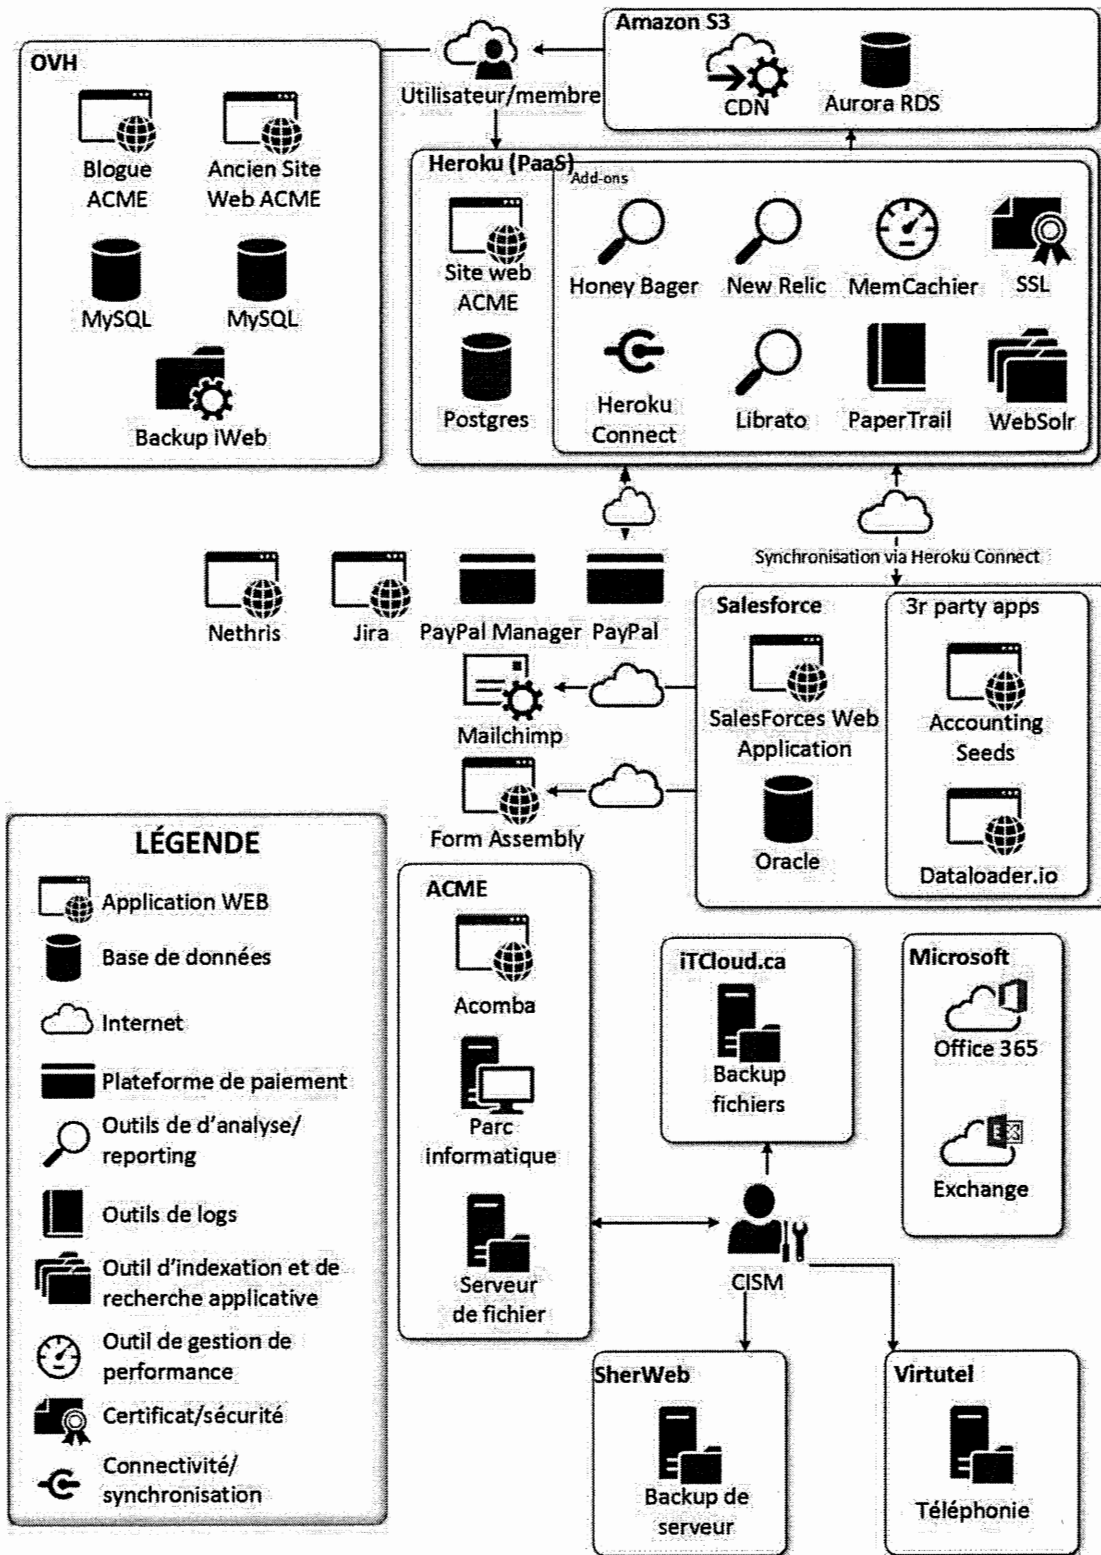 Amazon S3
OVH
Utilisateur/membre
CDN
Aurora RDS
Blogue
ACME
Ancien Site
Web ACME
MySQL
MySQL
Backup iWeb
Heroku (PaaS)
Add-ons
Site web
ACME
Honey Bager
New Relic
MemCachier
SSL
Postgres
Heroku
Connect
Librato
PaperTrail
WebSolr
Synchronisation via Heroku Connect
Nethris
Jira
PayPal Manager
PayPal
Salesforce
3r party apps
Mailchimp
SalesForces Web
Application
Accounting
Seeds
Form Assembly
Oracle
Dataloader.io
LÉGENDE
Application WEB
Base de données
Internet
Plateforme de paiement
Outils de d'analyse/
reporting
Outils de logs
Outil d'indexation et de
recherche applicative
Outil de gestion de
performance
Certificat/sécurité
Connectivité/
synchronisation
ACME
Acomba
Parc
informatique
Serveur
de fichier
iTCloud.ca
Backup
fichiers
Microsoft
Office 365
Exchange
CISM
SherWeb
Backup de
serveur
Virtutel
Téléphonie